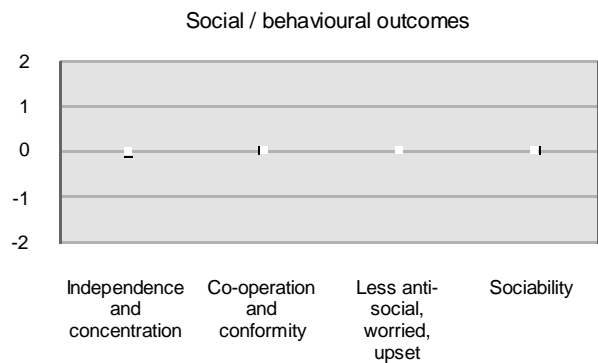 Social / behavioural outcomes
2
1
0
-1
-2
Independence
and
concentration
Co-operation
and
conformity
Less anti-
social,
worried,
upset
Sociability